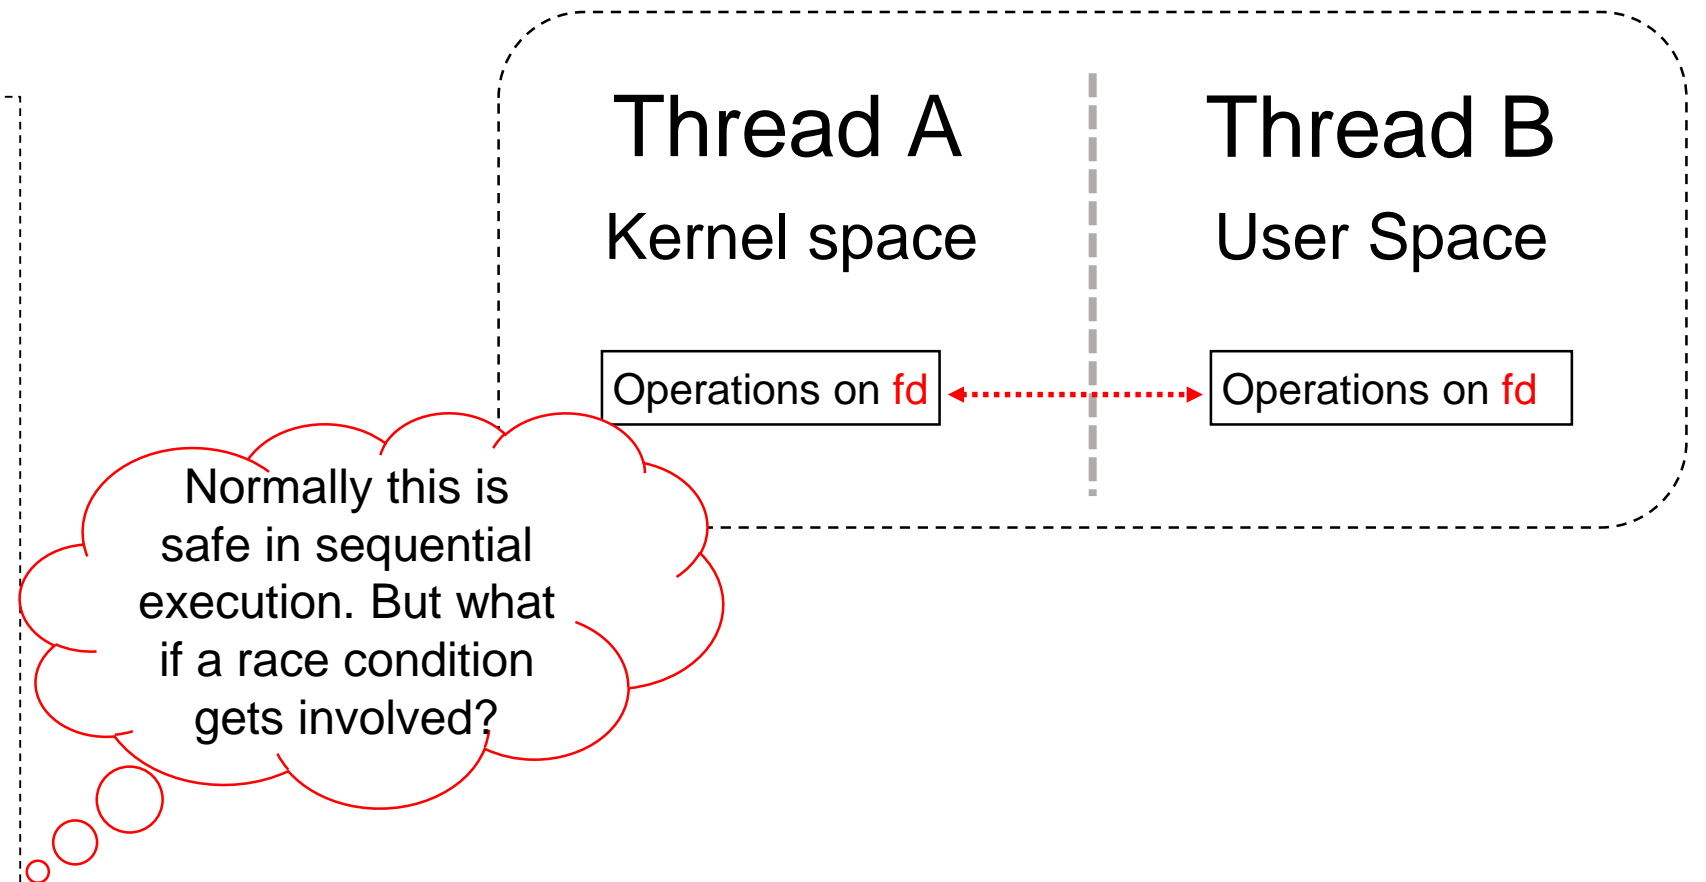 Thread A
Thread B
Kernel space
User Space
Operations on fd
Operations on fd
Normally this is
safe in sequential
execution. But what
if a race condition
gets involved?